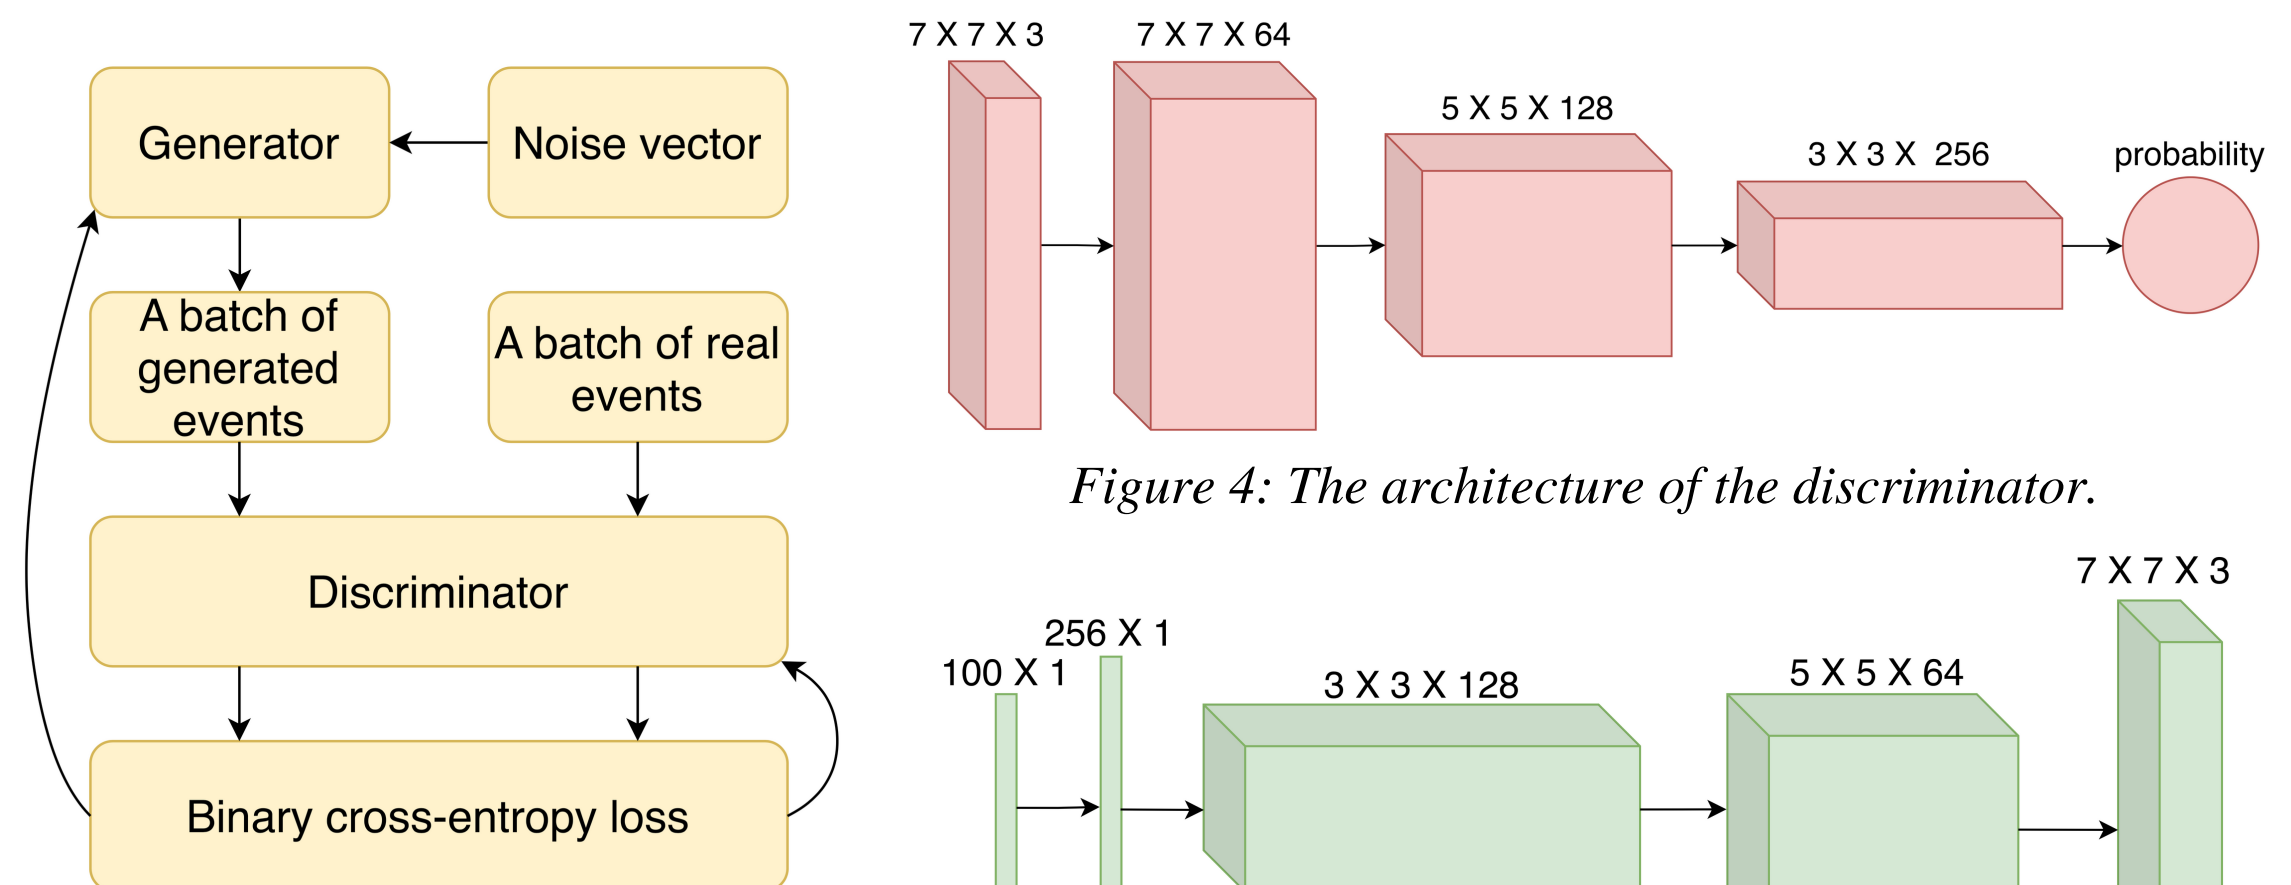 Generator
Noise vector
A batch of
generated
events
A batch of real
events
Discriminator
Binary cross-entropy loss
7 X 7 X 3
7 X 7 X 64
5 X 5 X 128
3 X 3 X  256
probability
Figure 4: The architecture of the discriminator.
100 X 1
256 X 1
3 X 3 X 128
5 X 5 X 64
7 X 7 X 3